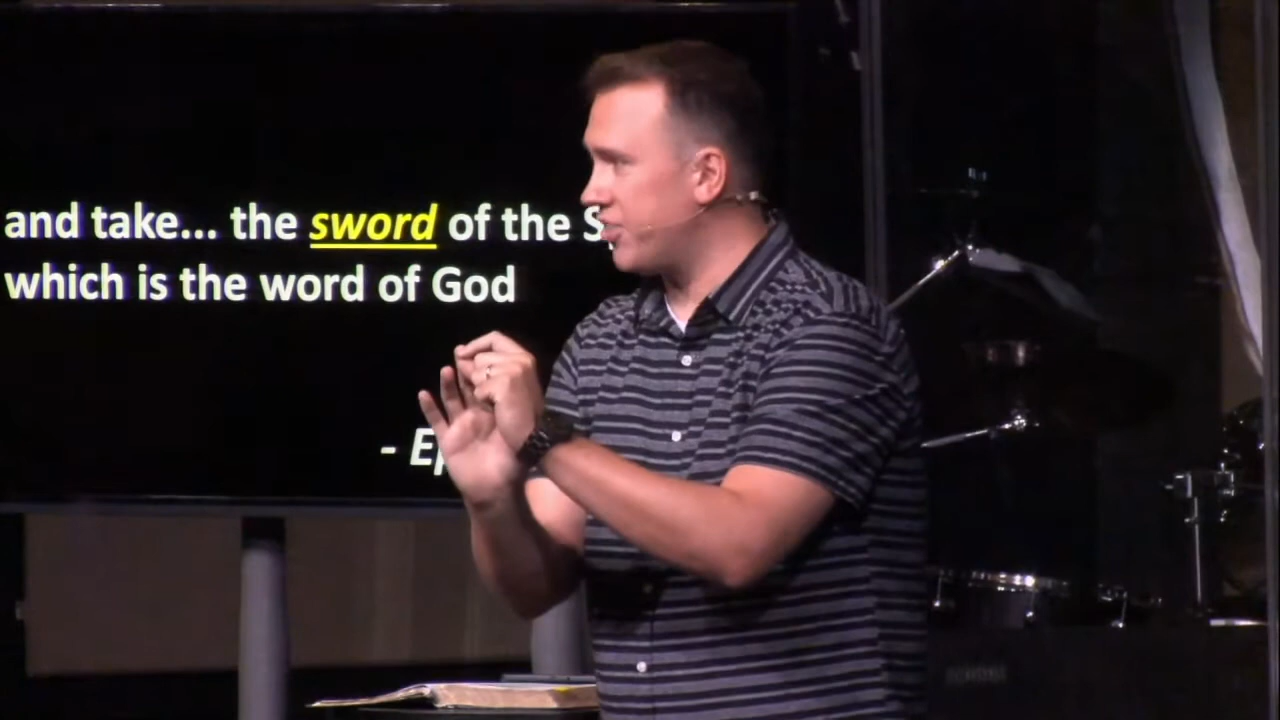 and take... the sword of the S
which is the word of God
- Ep